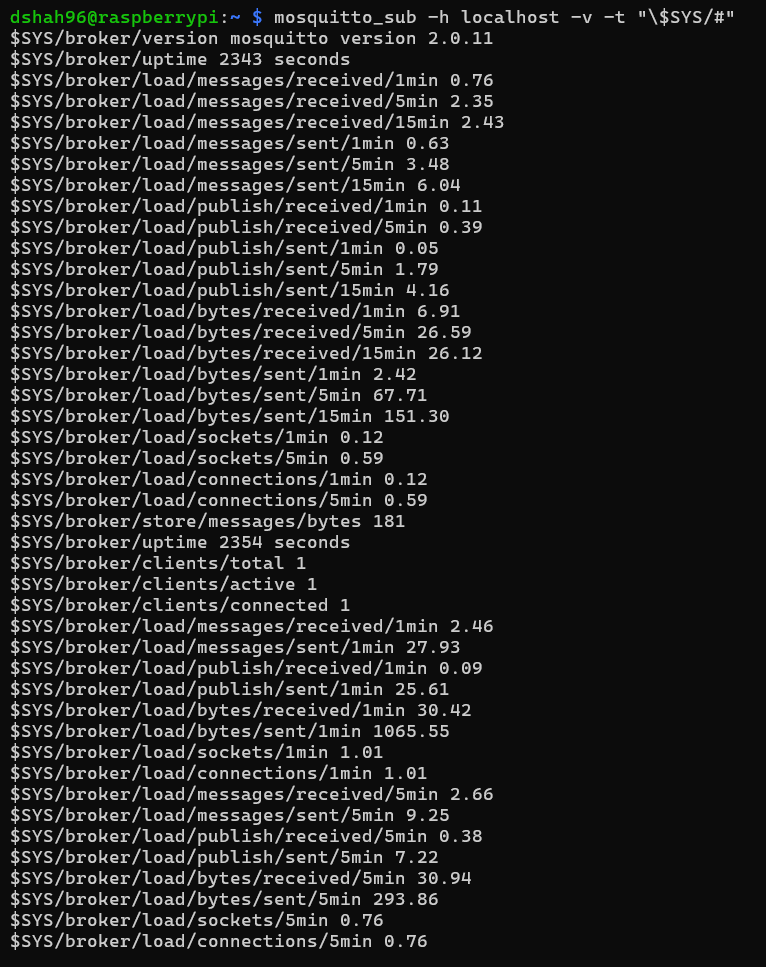 dshah96@raspberrypi:~ $ mosquitto_sub -h localhost -v -t "\$SYS/#"
$SYS/broker/version mosquitto version 2.0.11
$SYS/broker/uptime 2343 seconds
$SYS/broker/load/messages/received/1min 0.76
$SYS/broker/load/messages/received/5min 2.35
$SYS/broker/load/messages/received/15min 2.43
$SYS/broker/load/messages/sent/1min 0.63
$SYS/broker/load/messages/sent/5min 3.48
$SYS/broker/load/messages/sent/15min 6.04
$SYS/broker/load/publish/received/1min 0.11
$SYS/broker/load/publish/received/5min 0.39
$SYS/broker/load/publish/sent/1min 0.05
$SYS/broker/load/publish/sent/5min 1.79
$SYS/broker/load/publish/sent/15min 4.16
$SYS/broker/load/bytes/received/1min 6.91
$SYS/broker/load/bytes/received/5min 26.59
$SYS/broker/load/bytes/received/15min 26.12
$SYS/broker/load/bytes/sent/1min 2.42
$SYS/broker/load/bytes/sent/5min 67.71
$SYS/broker/load/bytes/sent/15min 151.30
$SYS/broker/load/sockets/1min 0.12
$SYS/broker/load/sockets/5min 0.59
$SYS/broker/load/connections/1min 0.12
$SYS/broker/load/connections/5min 0.59
$SYS/broker/store/messages/bytes 181
$SYS/broker/uptime 2354 seconds
$SYS/broker/clients/total 1
$SYS/broker/clients/active 1
$SYS/broker/clients/connected 1
$SYS/broker/load/messages/received/1min 2.46
$SYS/broker/load/messages/sent/1min 27.93
$SYS/broker/load/publish/received/1min 0.09
$SYS/broker/load/publish/sent/1min 25.61
$SYS/broker/load/bytes/received/1min 30.42
$SYS/broker/load/bytes/sent/1min 1065.55
$SYS/broker/load/sockets/1min 1.01
$SYS/broker/load/connections/1min 1.01
$SYS/broker/load/messages/received/5min 2.66
$SYS/broker/load/messages/sent/5min 9.25
$SYS/broker/load/publish/received/5min 0.38
$SYS/broker/load/publish/sent/5min 7.22
$SYS/broker/load/bytes/received/5min 30.94
$SYS/broker/load/bytes/sent/5min 293.86
$SYS/broker/load/sockets/5min 0.76
$SYS/broker/load/connections/5min 0.76